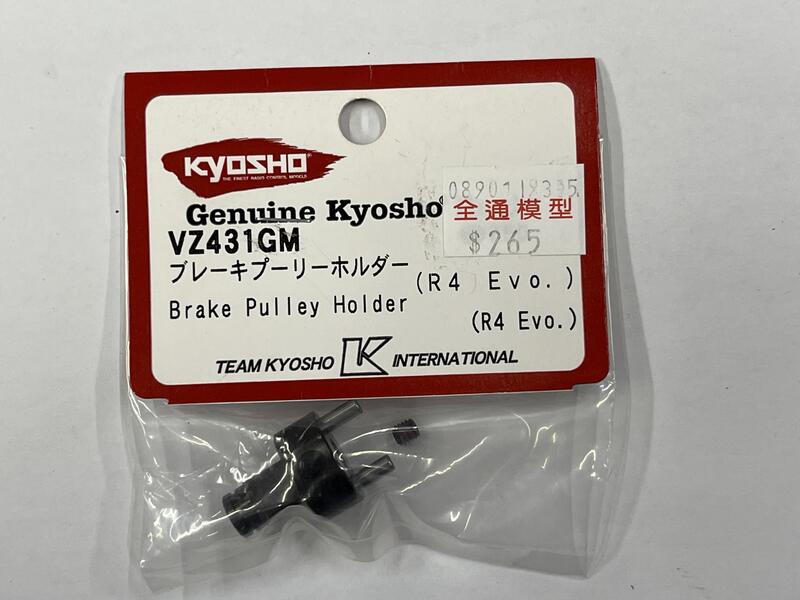 KYOSHO
THE FINEST RADIO CONTROL MODELS
Genuine Kyosho
VZ431GM
ブレーキプーリーホルダー (R4 Evo.)
Brake Pulley Holder (R4 Evo.)
TEAM KYOSHO K INTERNATIONAL
全通模型
$265